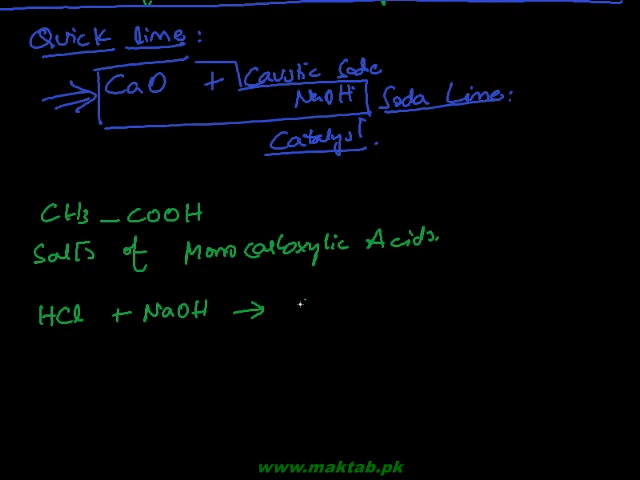 Quick lime:
⇒ CaO + Caustic Soda
NaOH Soda Lime:
Catalyst.
CH3 – COOH
Salts of Monocarboxylic Acids.
HCl + NaOH →
www.maktab.pk